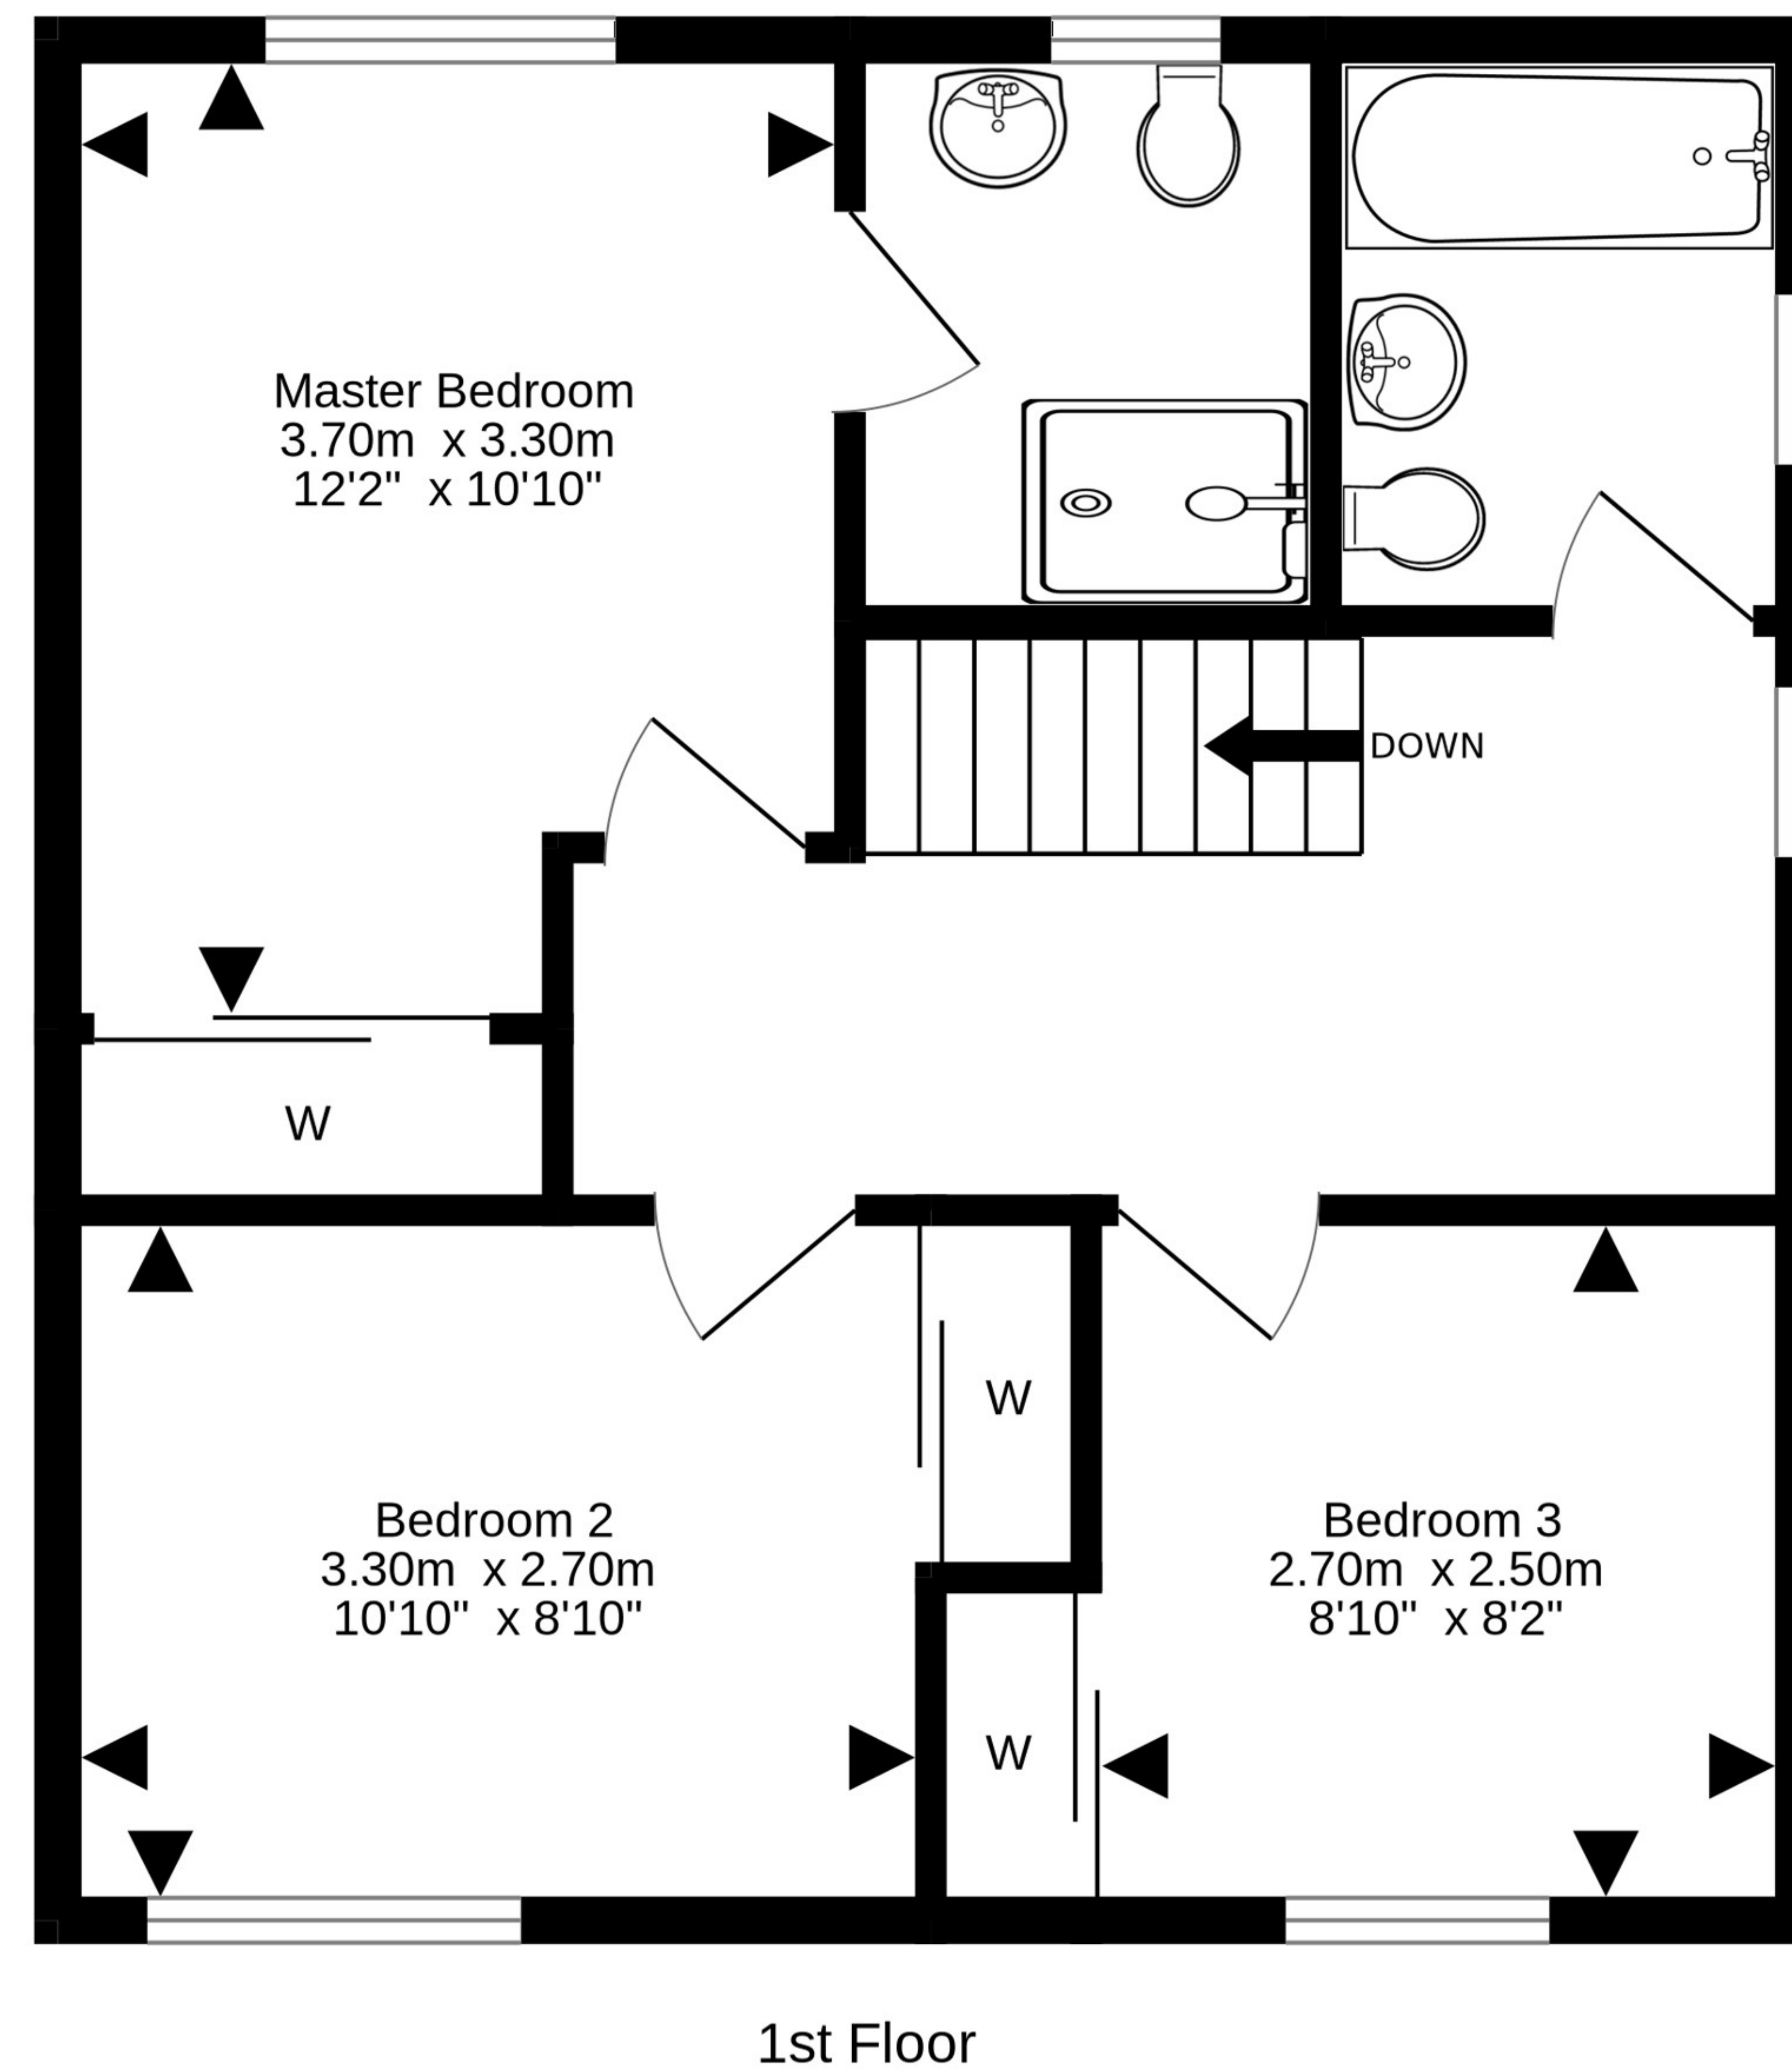 Master Bedroom
3.70m x 3.30m
12'2" x 10'10"
DOWN
W
W
Bedroom 2
3.30m x 2.70m
10'10" x 8'10"
Bedroom 3
2.70m x 2.50m
8'10" x 8'2"
W
1st Floor